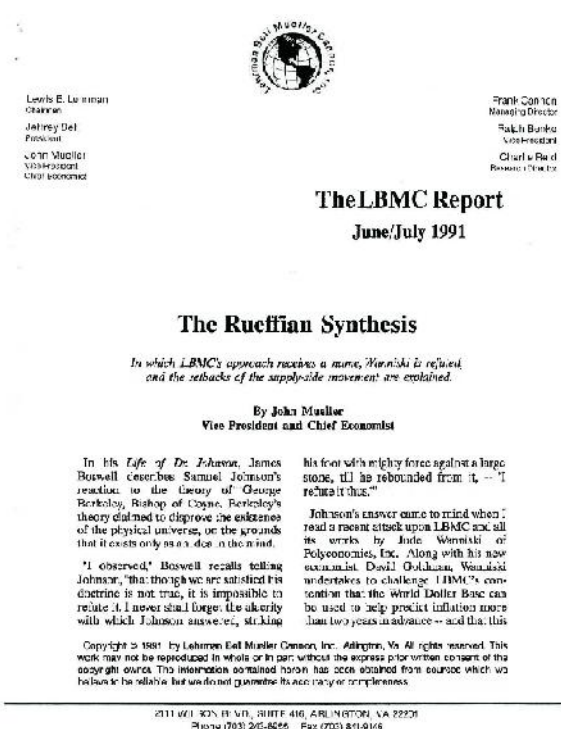 Lehrman Bell Mueller Cannon, Inc.
Lewis E. Lehrman
Chairman
Jeffrey Bell
President
John Mueller
Vice President
Chief Economist
Frank Cannon
Managing Director
Ralph Benko
Vice President
Charlie Reid
Research Director
The LBMC Report
June/July 1991
The Rueffian Synthesis
In which LBMC's approach receives a name, Wanniski is refuted,
and the setbacks of the supply-side movement are explained.
By John Mueller
Vice President and Chief Economist
In his Life of Dr. Johnson, James
Boswell describes Samuel Johnson's
reaction to the theory of George
Berkeley, Bishop of Coyne. Berkeley's
theory claimed to disprove the existence
of the physical universe, on the grounds
that it exists only as an idea in the mind.
"I observed," Boswell recalls telling
Johnson, "that though we are satisfied his
doctrine is not true, it is impossible to
refute it. I never shall forget the alacrity
with which Johnson answered, striking
his foot with mighty force against a large
stone, till he rebounded from it, -- 'I
refute it thus.'"
Johnson's answer came to mind when I
read a recent attack upon LBMC and all
its works by Jude Wanniski of
Polyconomics, Inc. Along with his new
economist, David Goldman, Wanniski
undertakes to challenge LBMC's con-
tention that the World Dollar Base can
be used to help predict inflation more
than two years in advance -- and that this
Copyright © 1991 by Lehrman Bell Mueller Cannon, Inc. Arlington, Va. All rights reserved. This
work may not be reproduced in whole or in part without the express prior written consent of the
copyright owner. The information contained herein has been obtained from sources which we
believe to be reliable, but we do not guarantee its accuracy or completeness.
2111 WILSON BLVD., SUITE 416, ARLINGTON, VA 22201
Phone (703) Fax (703)